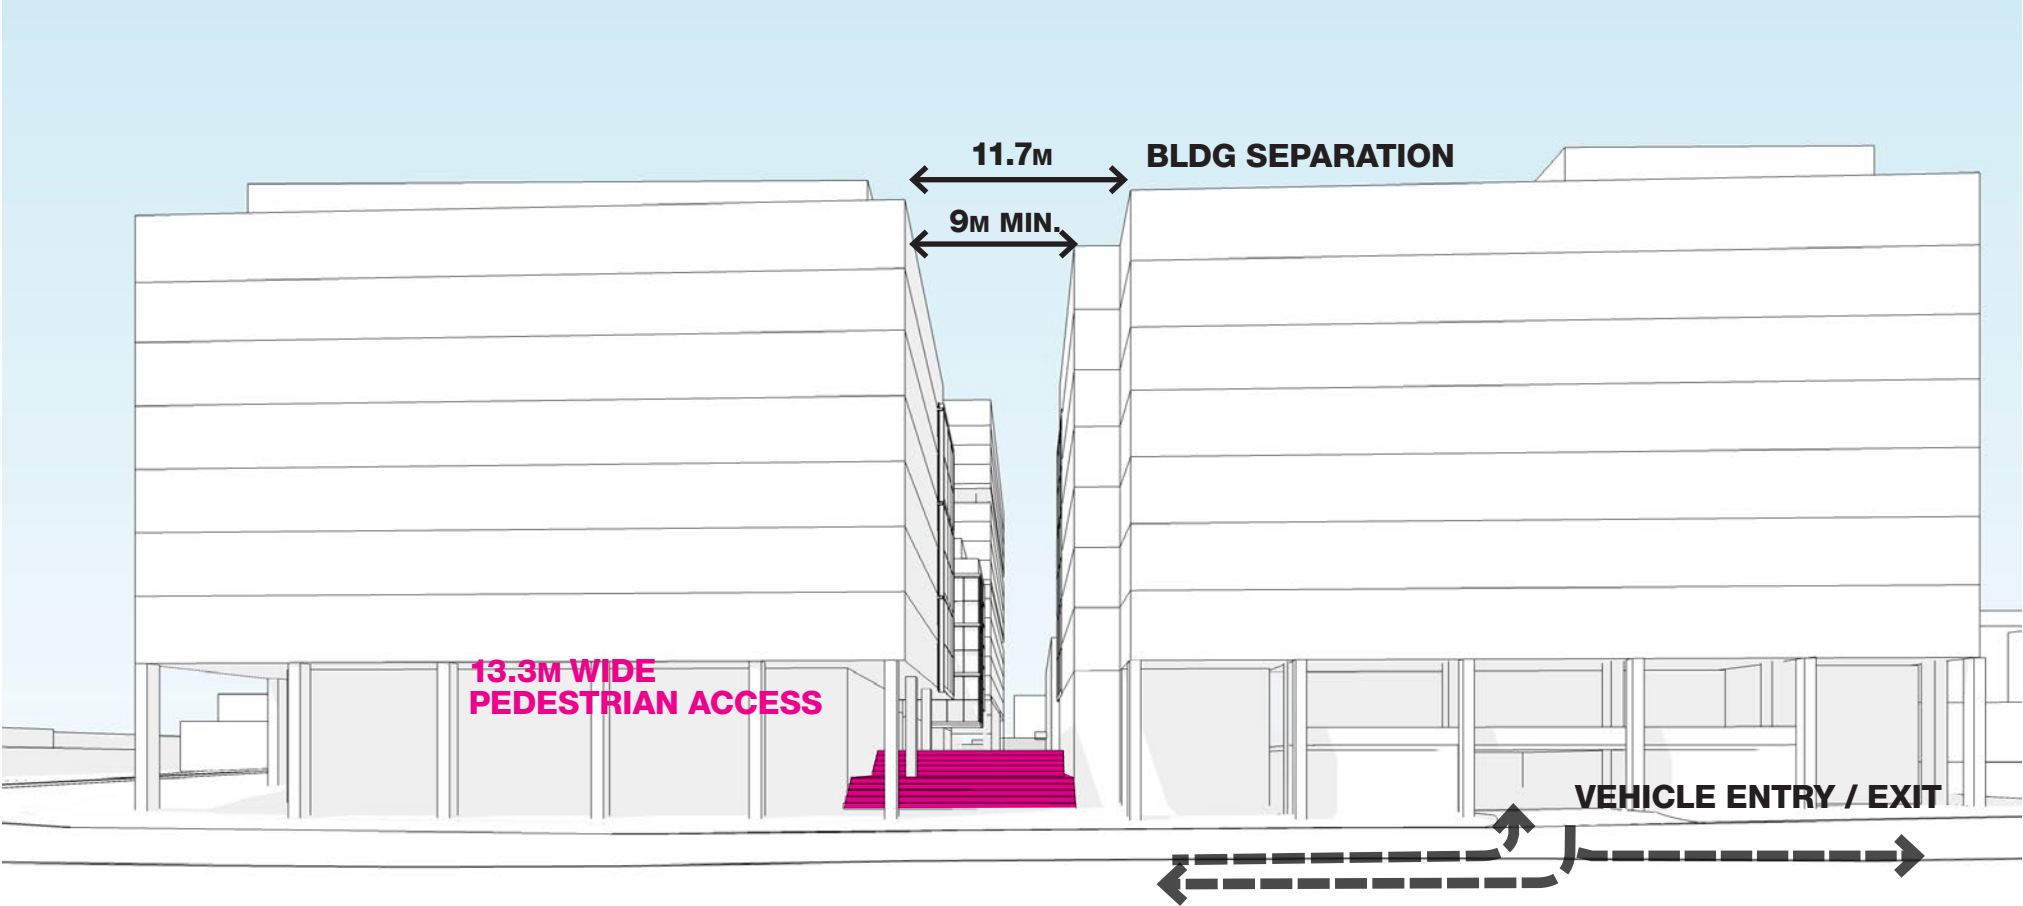 11.7M
BLDG SEPARATION
9M MIN.
13.3M WIDE
PEDESTRIAN ACCESS
VEHICLE ENTRY / EXIT